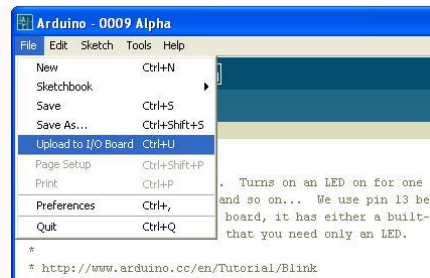 Arduino - 0009 Alpha
File Edit Sketch Tools Help
New Ctrl+N
Sketchbook
Save Ctrl+S
Save As... Ctrl+Shift+S
Upload to I/O Board Ctrl+U
Page Setup Ctrl+Shift+P
Print Ctrl+P
. Turns on an LED on for one
Preferences Ctrl+,
and so on... We use pin 13 be
board, it has either a built-
Quit Ctrl+Q
that you need only an LED.
*
* http://www.arduino.cc/en/Tutorial/Blink